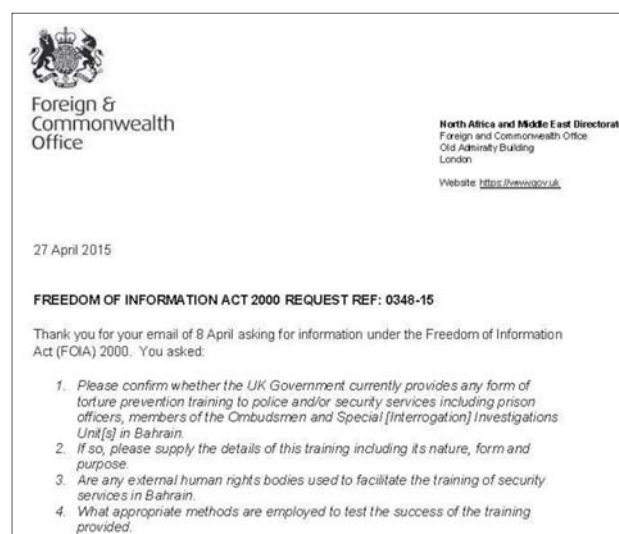 Foreign &
Commonwealth
Office
North Africa and Middle East Directorat
Foreign and Commonwealth Office
Old Admiralty Building
London
Website: https://www.gov.uk
27 April 2015
FREEDOM OF INFORMATION ACT 2000 REQUEST REF: 0348-15
Thank you for your email of 8 April asking for information under the Freedom of Information
Act (FOIA) 2000. You asked:
1. Please confirm whether the UK Government currently provides any form of
torture prevention training to police and/or security services including prison
officers, members of the Ombudsmen and Special [Interrogation] Investigations
Unit[s] in Bahrain.
2. If so, please supply the details of this training including its nature, form and
purpose.
3. Are any external human rights bodies used to facilitate the training of security
services in Bahrain.
4. What appropriate methods are employed to test the success of the training
provided.